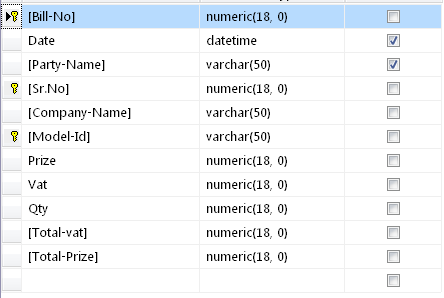 [Bill-No] numeric(18, 0)
Date datetime
[Party-Name] varchar(50)
[Sr.No] numeric(18, 0)
[Company-Name] varchar(50)
[Model-Id] varchar(50)
Prize numeric(18, 0)
Vat numeric(18, 0)
Qty numeric(18, 0)
[Total-vat] numeric(18, 0)
[Total-Prize] numeric(18, 0)